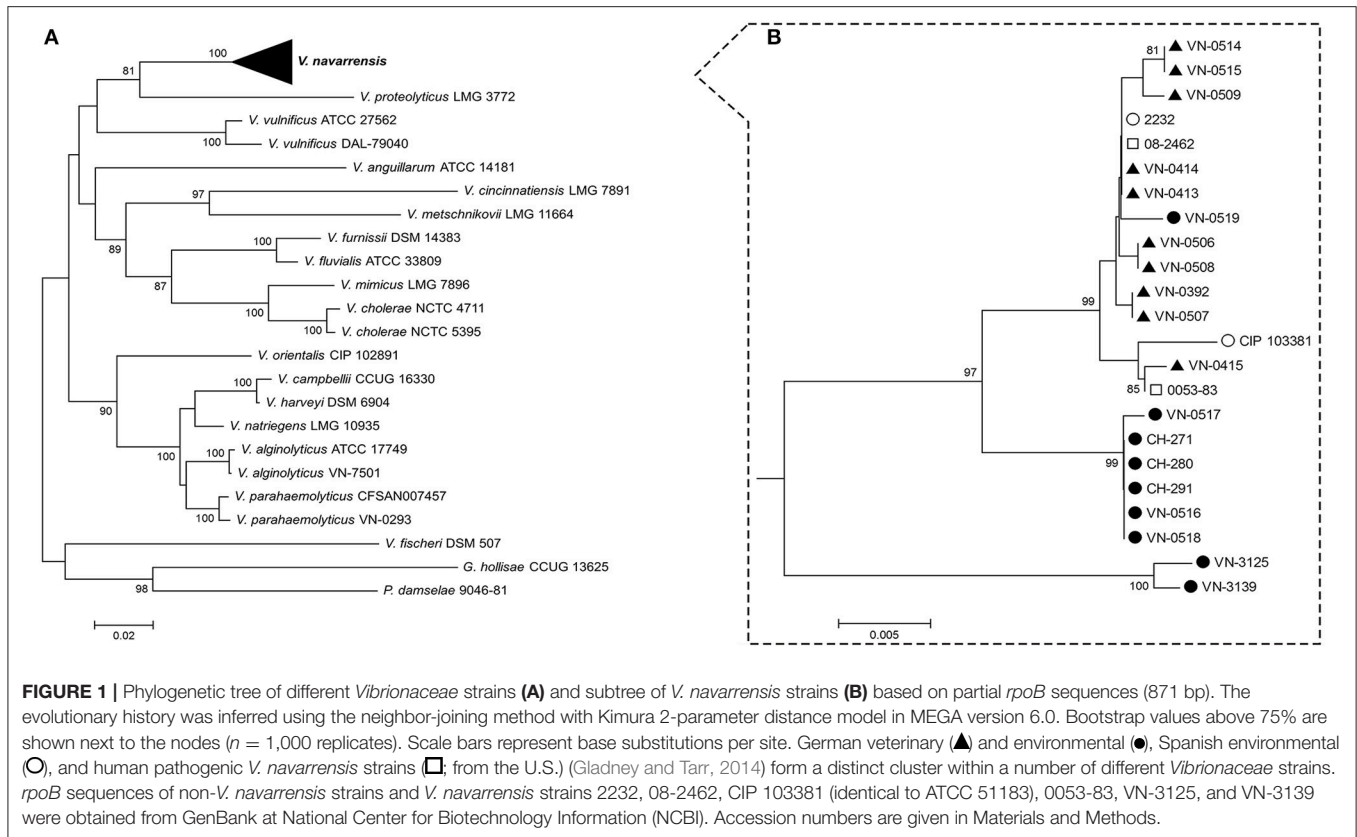 A
100
V. navarrensis
81
V. proteolyticus LMG 3772
V. vulnificus ATCC 27562
100
V. vulnificus DAL-79040
V. anguillarum ATCC 14181
97
V. cincinnatiensis LMG 7891
V. metschnikovii LMG 11664
89
100
V. furnissii DSM 14383
V. fluvialis ATCC 33809
87
V. mimicus LMG 7896
100
V. cholerae NCTC 4711
100
V. cholerae NCTC 5395
V. orientalis CIP 102891
90
100
V. campbellii CCUG 16330
V. harveyi DSM 6904
V. natriegens LMG 10935
100
100
V. alginolyticus ATCC 17749
V. alginolyticus VN-7501
V. parahaemolyticus CFSAN007457
100
V. parahaemolyticus VN-0293
V. fischeri DSM 507
G. hollisae CCUG 13625
98
P. damselae 9046-81
0.02
B
81
VN-0514
VN-0515
VN-0509
2232
08-2462
VN-0414
VN-0413
VN-0519
VN-0506
VN-0508
99
VN-0392
VN-0507
CIP 103381
VN-0415
85
0053-83
97
VN-0517
CH-271
99
CH-280
CH-291
VN-0516
VN-0518
VN-3125
100
VN-3139
0.005
FIGURE 1 | Phylogenetic tree of different Vibrionaceae strains (A) and subtree of V. navarrensis strains (B) based on partial rpoB sequences (871 bp). The
evolutionary history was inferred using the neighbor-joining method with Kimura 2-parameter distance model in MEGA version 6.0. Bootstrap values above 75% are
shown next to the nodes (n = 1,000 replicates). Scale bars represent base substitutions per site. German veterinary (▲) and environmental (●), Spanish environmental
(○), and human pathogenic V. navarrensis strains (□; from the U.S.) (Gladney and Tarr, 2014) form a distinct cluster within a number of different Vibrionaceae strains.
rpoB sequences of non-V. navarrensis strains and V. navarrensis strains 2232, 08-2462, CIP 103381 (identical to ATCC 51183), 0053-83, VN-3125, and VN-3139
were obtained from GenBank at National Center for Biotechnology Information (NCBI). Accession numbers are given in Materials and Methods.